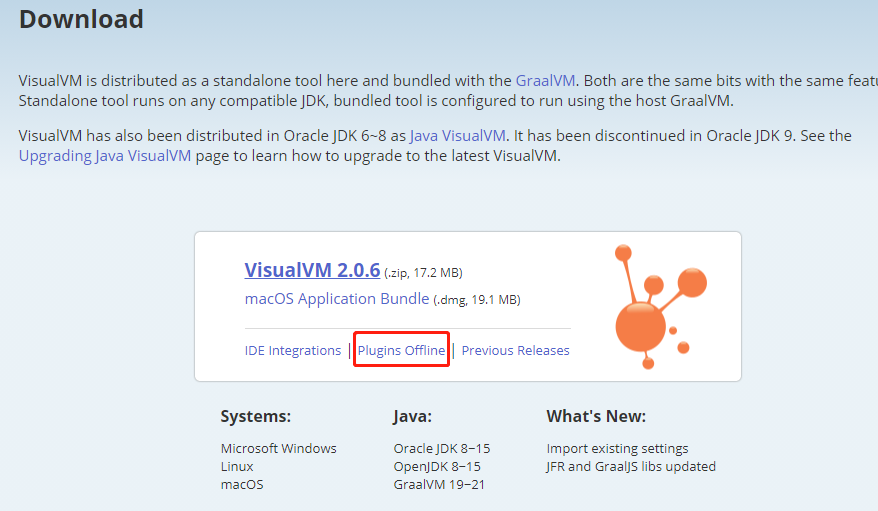 Download
VisualVM is distributed as a standalone tool here and bundled with the GraalVM. Both are the same bits with the same
Standalone tool runs on any compatible JDK, bundled tool is configured to run using the host GraalVM.
VisualVM has also been distributed in Oracle JDK 6~8 as Java VisualVM. It has been discontinued in Oracle JDK 9. See the
Upgrading Java VisualVM page to learn how to upgrade to the latest VisualVM.
VisualVM 2.0.6 (.zip, 17.2 MB)
macOS Application Bundle (.dmg, 19.1 MB)
IDE Integrations | Plugins Offline | Previous Releases
Systems: Java: What's New:
Microsoft Windows Oracle JDK 8−15 Import existing settings
Linux OpenJDK 8−15 JFR and GraalJS libs updated
macOS GraalVM 19−21